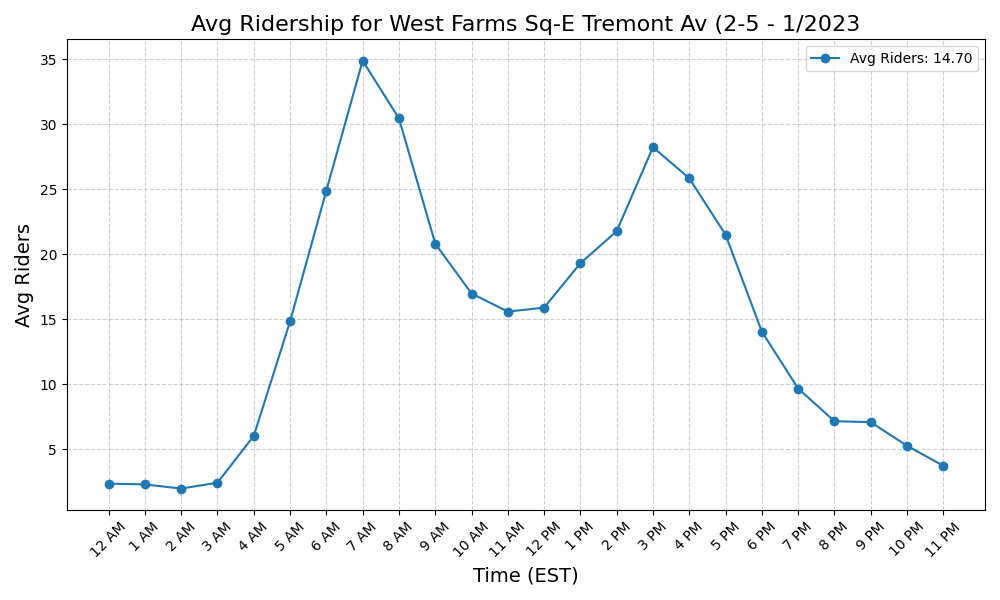 Avg Ridership for West Farms Sq-E Tremont Av (2-5 - 1/2023
Avg Riders: 14.70
Avg Riders
35
30
25
20
15
10
5
12 AM
1 AM
2 AM
3 AM
4 AM
5 AM
6 AM
7 AM
8 AM
9 AM
10 AM
11 AM
12 PM
1 PM
2 PM
3 PM
4 PM
5 PM
6 PM
7 PM
8 PM
9 PM
10 PM
11 PM
Time (EST)